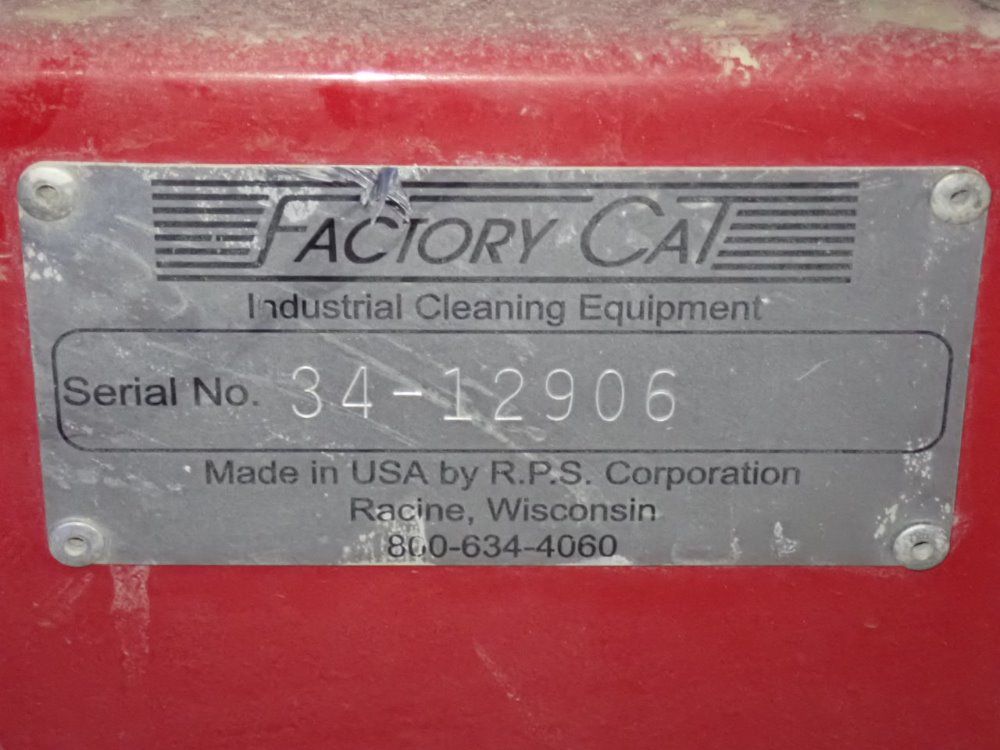 FACTORY CAT
Industrial Cleaning Equipment
Serial No. 34-12906
Made in USA by R.P.S. Corporation
Racine, Wisconsin
800-634-4060